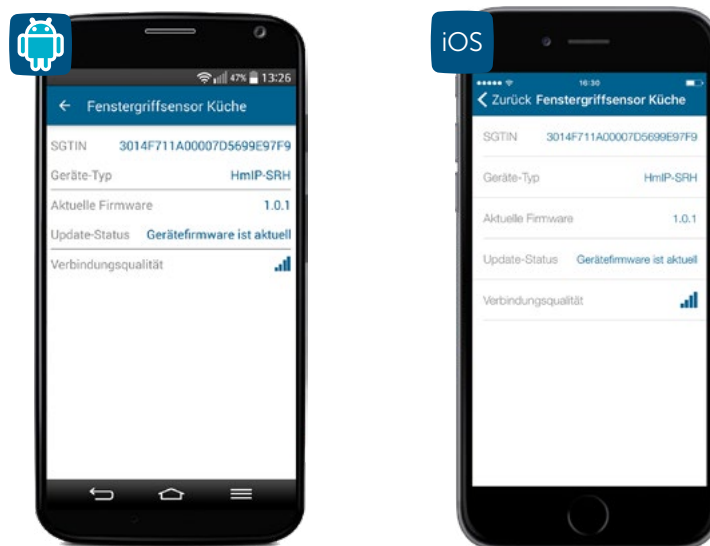 47% 13:26
← Fenstergriffsensor Küche
SGTIN 3014F711A00007D5699E97F9
Geräte-Typ HmIP-SRH
Aktuelle Firmware 1.0.1
Update-Status Gerätefirmware ist aktuell
Verbindungsqualität
iOS
16:30
Zurück Fenstergriffsensor Küche
SGTIN 3014F711A00007D5699E97F9
Geräte-Typ HmIP-SRH
Aktuelle Firmware 1.0.1
Update-Status Gerätefirmware ist aktuell
Verbindungsqualität